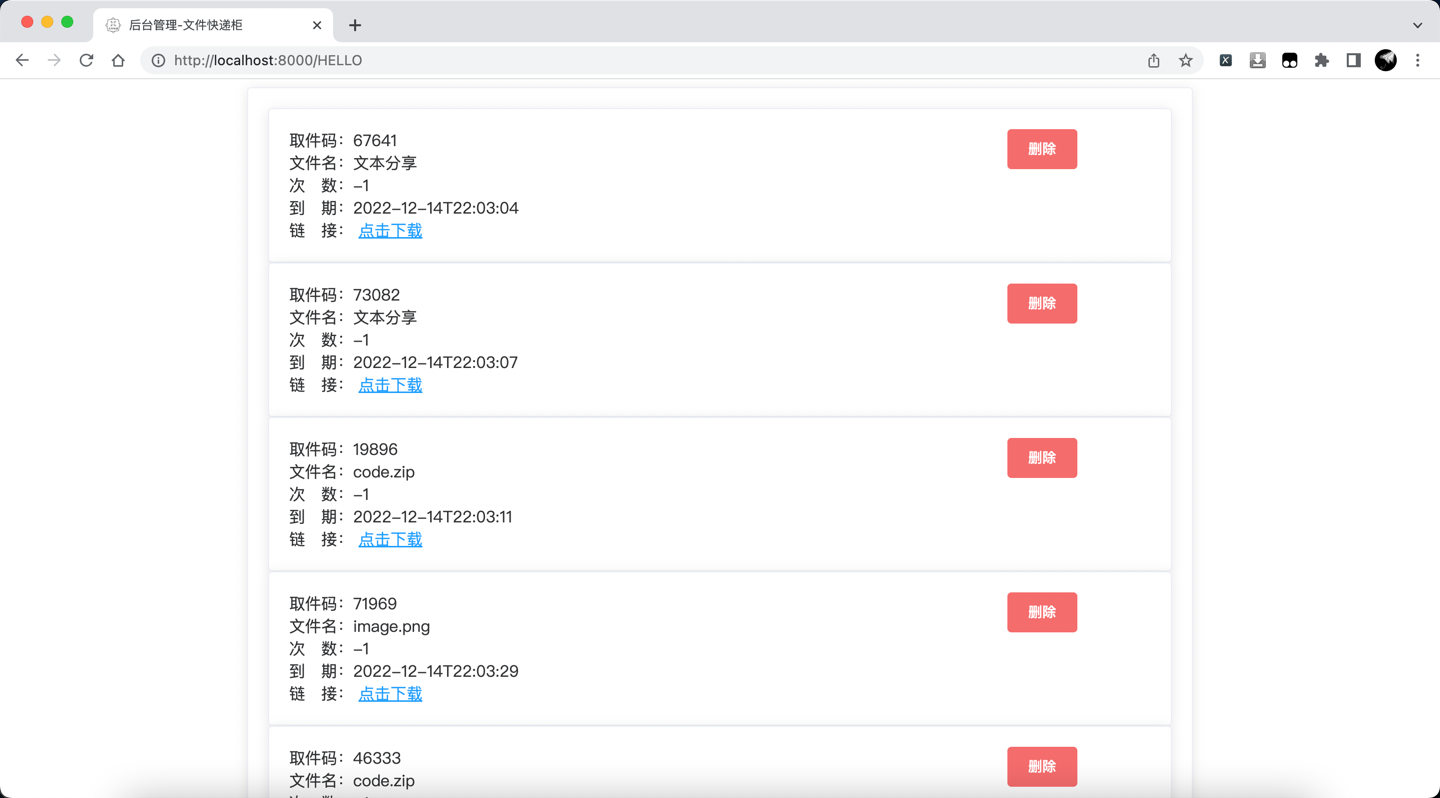 后台管理-文件快递柜
http://localhost:8000/HELLO
取件码：67641
删除
文件名：文本分享
次　数：-1
到　期：2022-12-14T22:03:04
链　接： 点击下载
取件码：73082
删除
文件名：文本分享
次　数：-1
到　期：2022-12-14T22:03:07
链　接： 点击下载
取件码：19896
删除
文件名：code.zip
次　数：-1
到　期：2022-12-14T22:03:11
链　接： 点击下载
取件码：71969
删除
文件名：image.png
次　数：-1
到　期：2022-12-14T22:03:29
链　接： 点击下载
取件码：46333
删除
文件名：code.zip